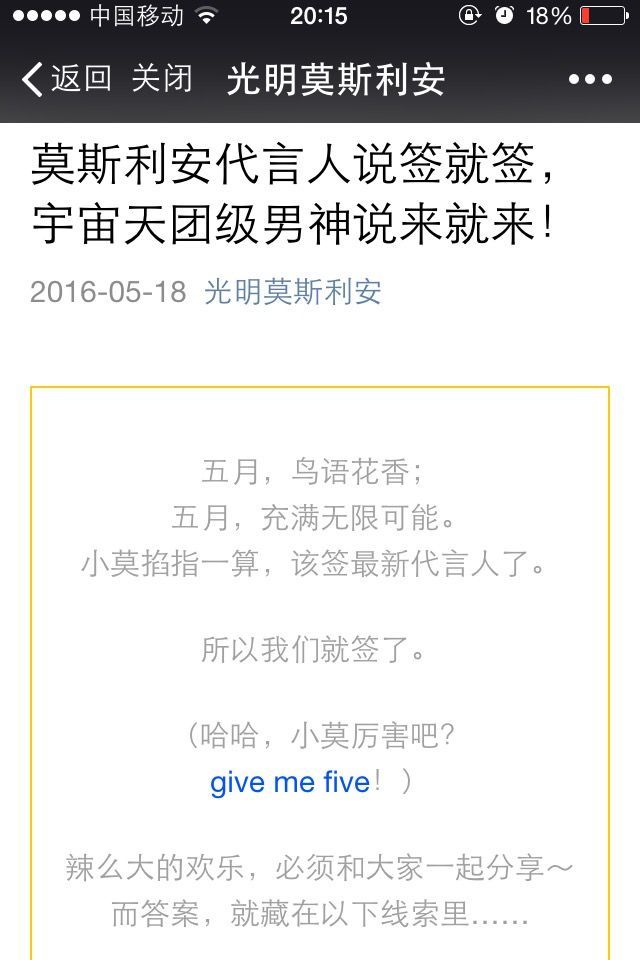 中国移动 20:15 18%
返回 关闭 光明莫斯利安
莫斯利安代言人说签就签，
宇宙天团级男神说来就来！
2016-05-18 光明莫斯利安
五月，鸟语花香；
五月，充满无限可能。
小莫掐指一算，该签最新代言人了。
所以我们就签了。
（哈哈，小莫厉害吧？
give me five！）
辣么大的欢乐，必须和大家一起分享～
而答案，就藏在以下线索里……